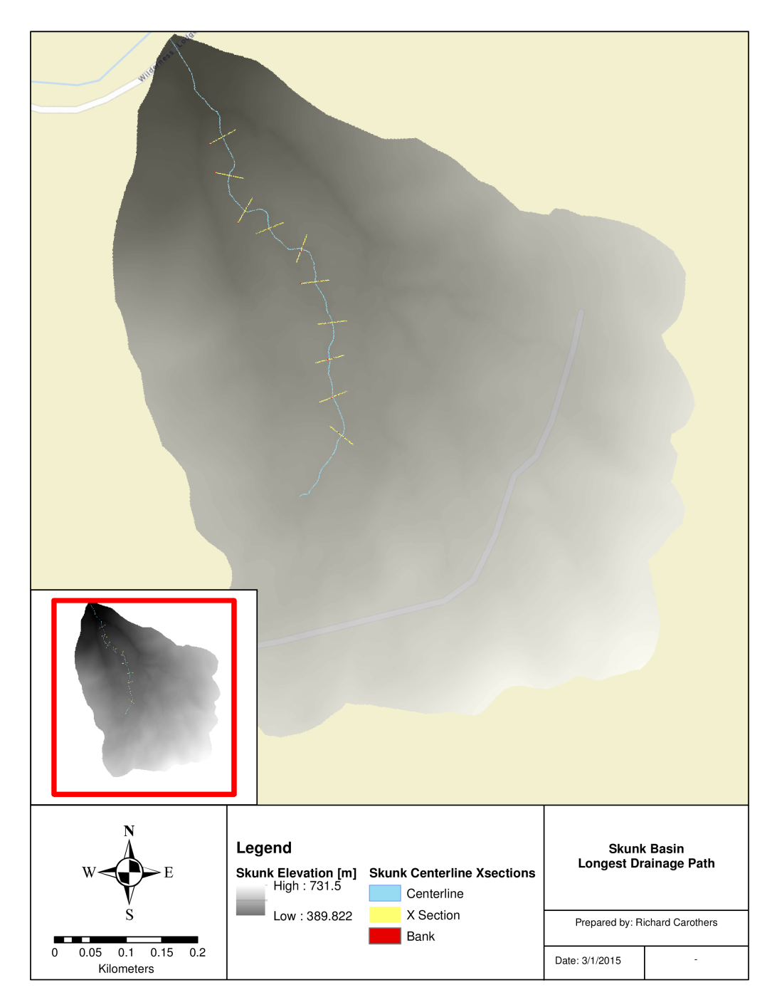 Wilderness Lodge
N
W
E
S
0 0.05 0.1 0.15 0.2
Kilometers
Legend
Skunk Elevation [m]
High : 731.5
Low : 389.822
Skunk Centerline Xsections
Centerline
X Section
Bank
Skunk Basin
Longest Drainage Path
Prepared by: Richard Carothers
Date: 3/1/2015
-